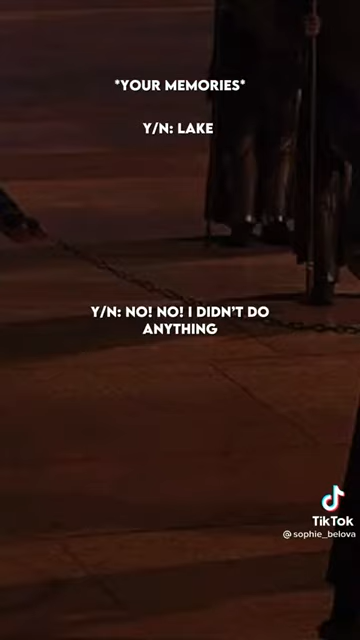 *YOUR MEMORIES*
Y/N: LAKE
Y/N: NO! NO! I DIDN'T DO
ANYTHING
TikTok
@sophie_belova